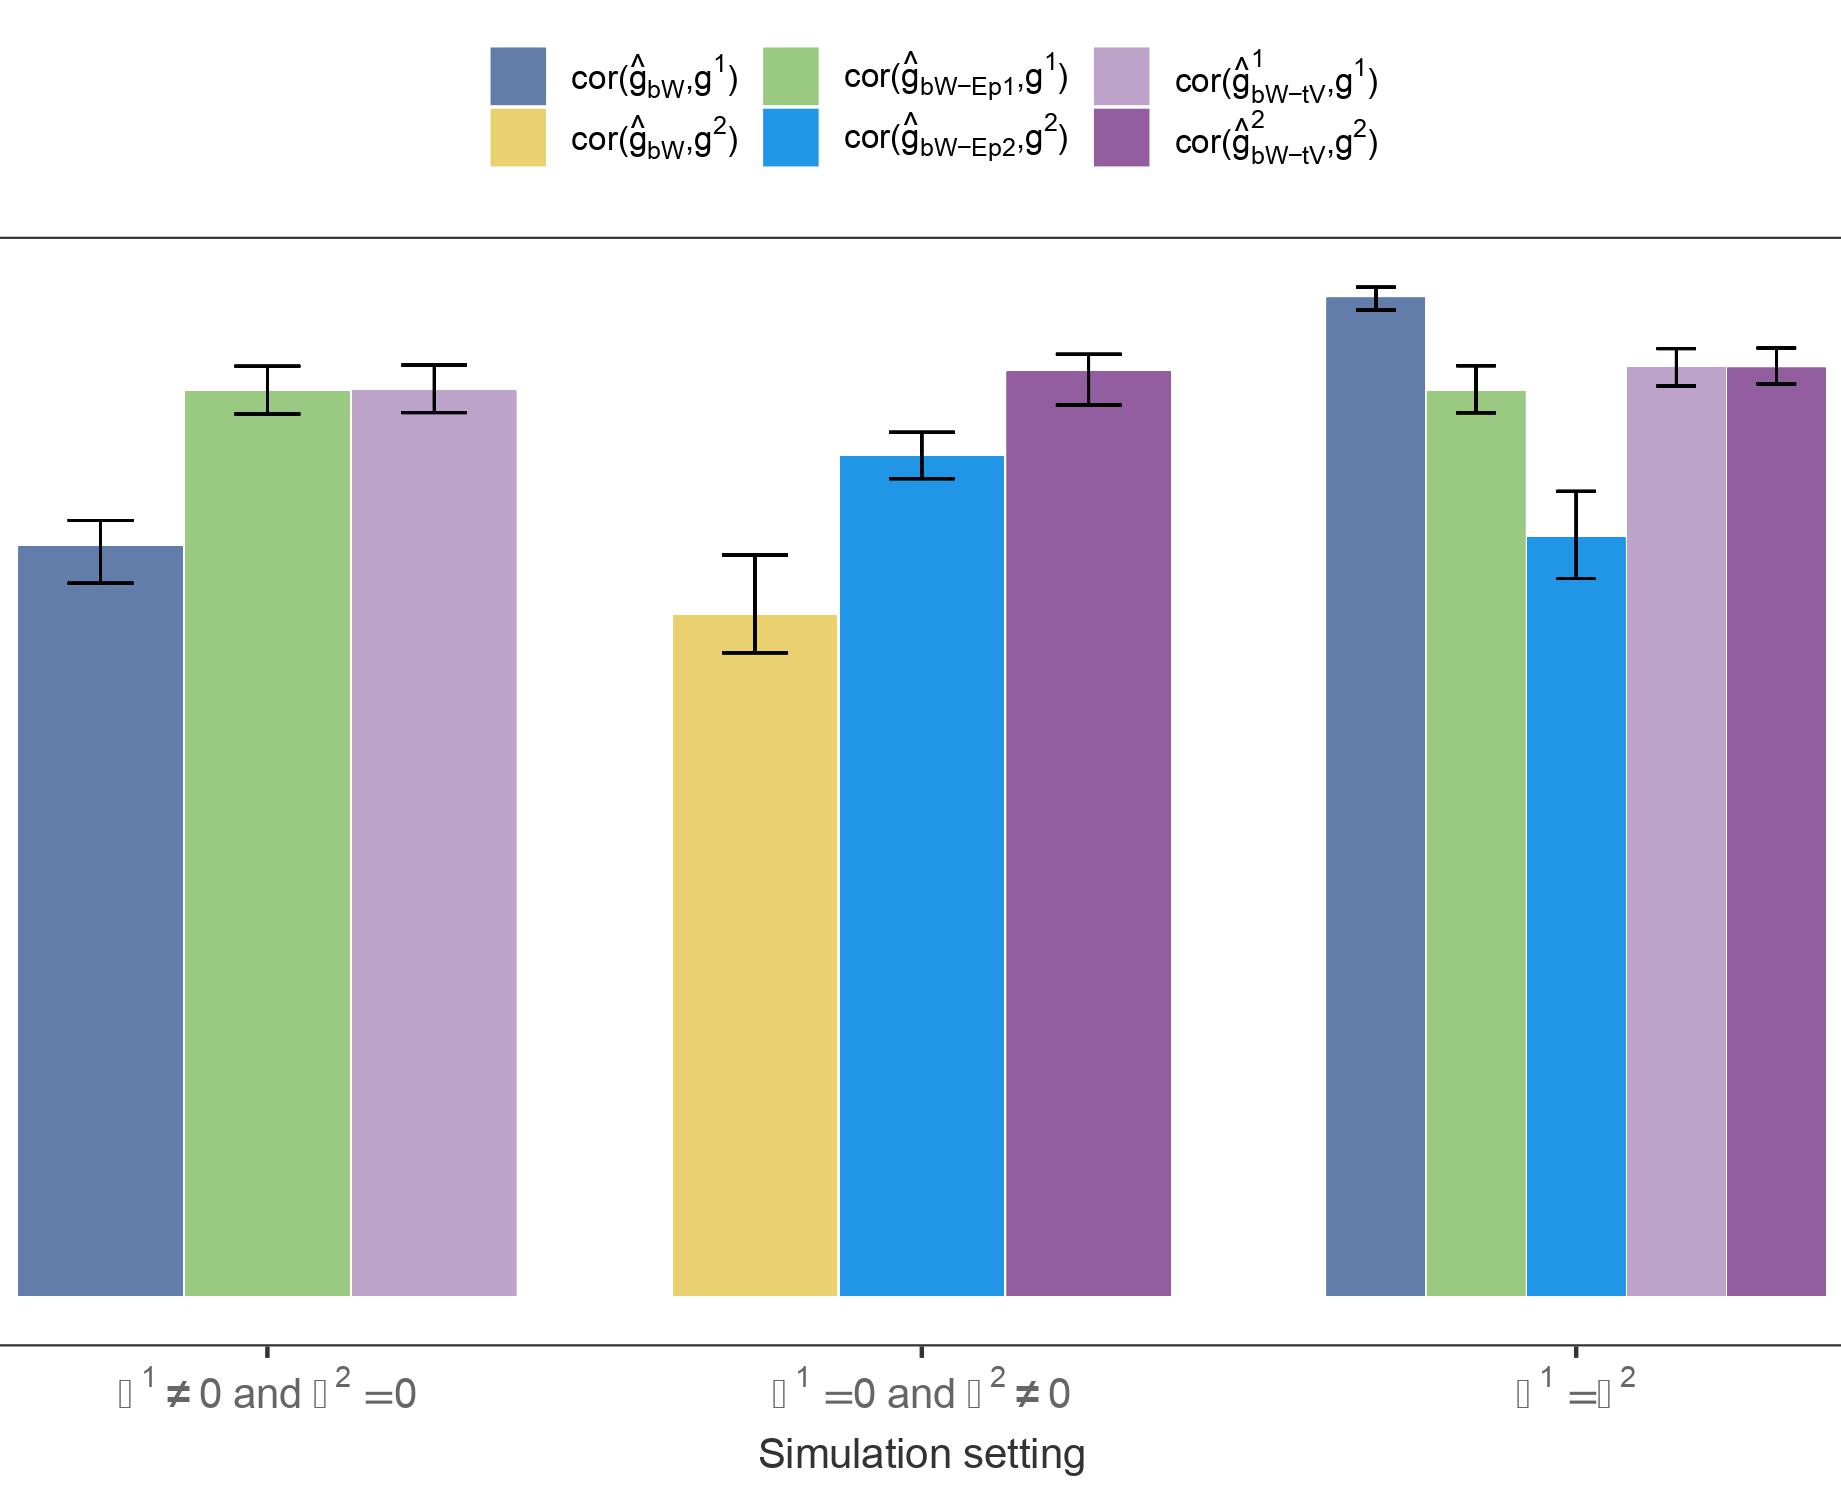 cor(ĝbW,g1) cor(ĝbW−Ep1,g1) cor(ĝ1bW−tV,g1)
cor(ĝbW,g2) cor(ĝbW−Ep2,g2) cor(ĝ2bW−tV,g2)
1 ≠ 0 and 2 =0
1 =0 and 2 ≠ 0
1 = 2
Simulation setting